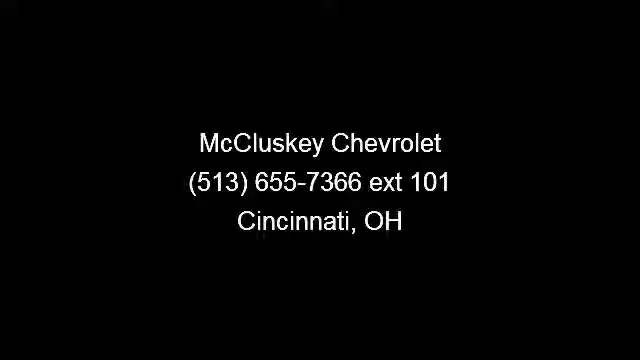 McCluskey Chevrolet
(513) 655-7366 ext 101
Cincinnati, OH